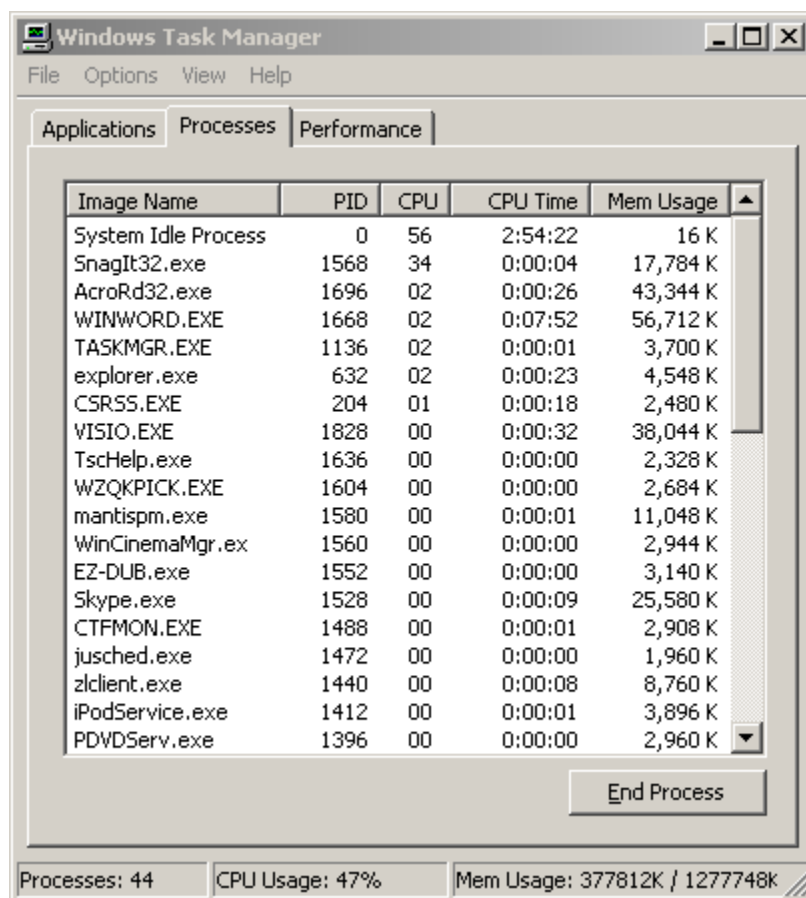 Windows Task Manager
File Options View Help
Applications Processes Performance
Image Name PID CPU CPU Time Mem Usage
System Idle Process 0 56 2:54:22 16 K
SnagIt32.exe 1568 34 0:00:04 17,784 K
AcroRd32.exe 1696 02 0:00:26 43,344 K
WINWORD.EXE 1668 02 0:07:52 56,712 K
TASKMGR.EXE 1136 02 0:00:01 3,700 K
explorer.exe 632 02 0:00:23 4,548 K
CSRSS.EXE 204 01 0:00:18 2,480 K
VISIO.EXE 1828 00 0:00:32 38,044 K
TscHelp.exe 1636 00 0:00:00 2,328 K
WZQKPICK.EXE 1604 00 0:00:00 2,684 K
mantispm.exe 1580 00 0:00:01 11,048 K
WinCinemaMgr.ex 1560 00 0:00:00 2,944 K
EZ-DUB.exe 1552 00 0:00:00 3,140 K
Skype.exe 1528 00 0:00:09 25,580 K
CTFMON.EXE 1488 00 0:00:01 2,908 K
jusched.exe 1472 00 0:00:00 1,960 K
zlclient.exe 1440 00 0:00:08 8,760 K
iPodService.exe 1412 00 0:00:01 3,896 K
PDVDServ.exe 1396 00 0:00:00 2,960 K
End Process
Processes: 44 CPU Usage: 47% Mem Usage: 377812K / 1277748K